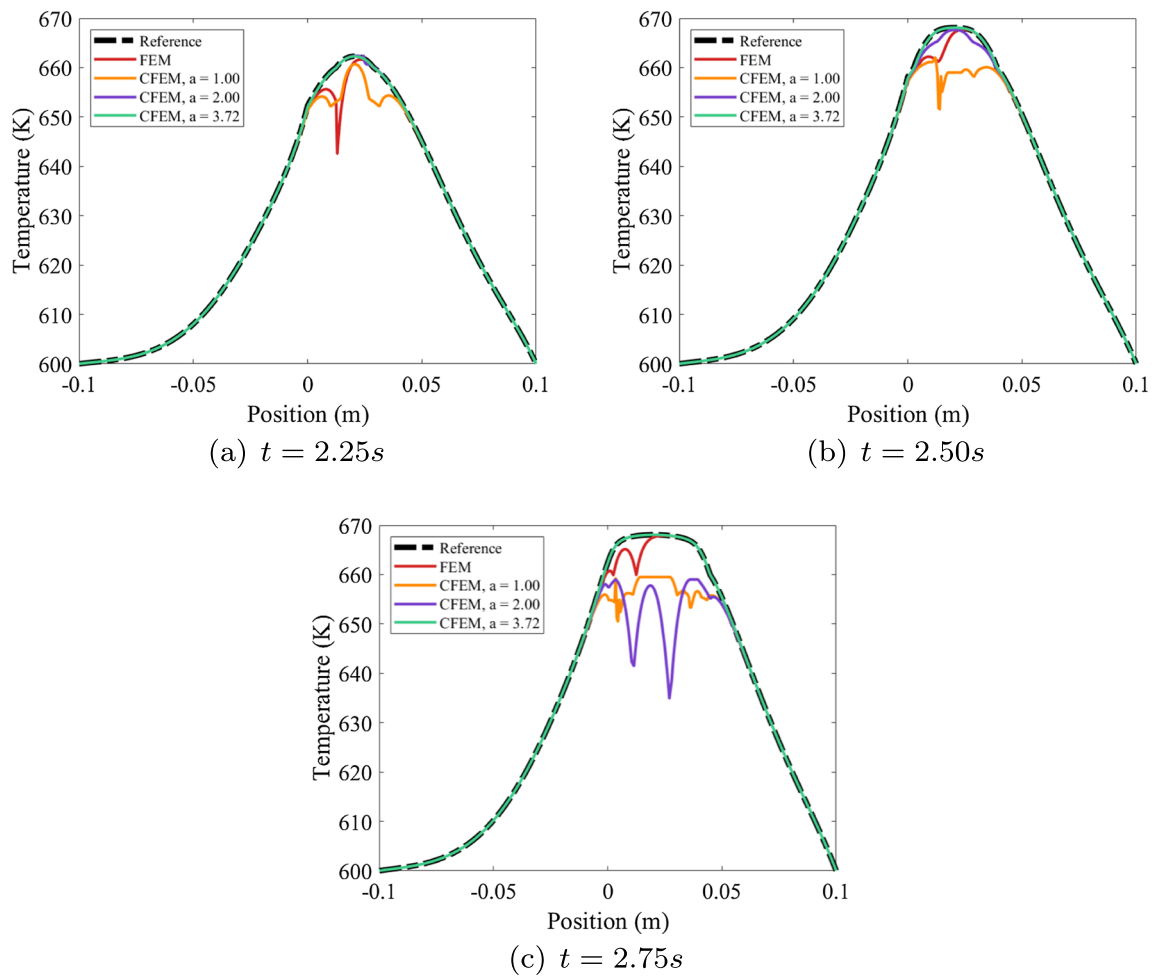 670
660
650
640
630
620
610
600
Temperature (K)
Reference
FEM
CFEM, a = 1.00
CFEM, a = 2.00
CFEM, a = 3.72
-0.1
-0.05
0
0.05
0.1
Position (m)
(a) t = 2.25s
670
660
650
640
630
620
610
600
Temperature (K)
Reference
FEM
CFEM, a = 1.00
CFEM, a = 2.00
CFEM, a = 3.72
-0.1
-0.05
0
0.05
0.1
Position (m)
(b) t = 2.50s
670
660
650
640
630
620
610
600
Temperature (K)
Reference
FEM
CFEM, a = 1.00
CFEM, a = 2.00
CFEM, a = 3.72
-0.1
-0.05
0
0.05
0.1
Position (m)
(c) t = 2.75s